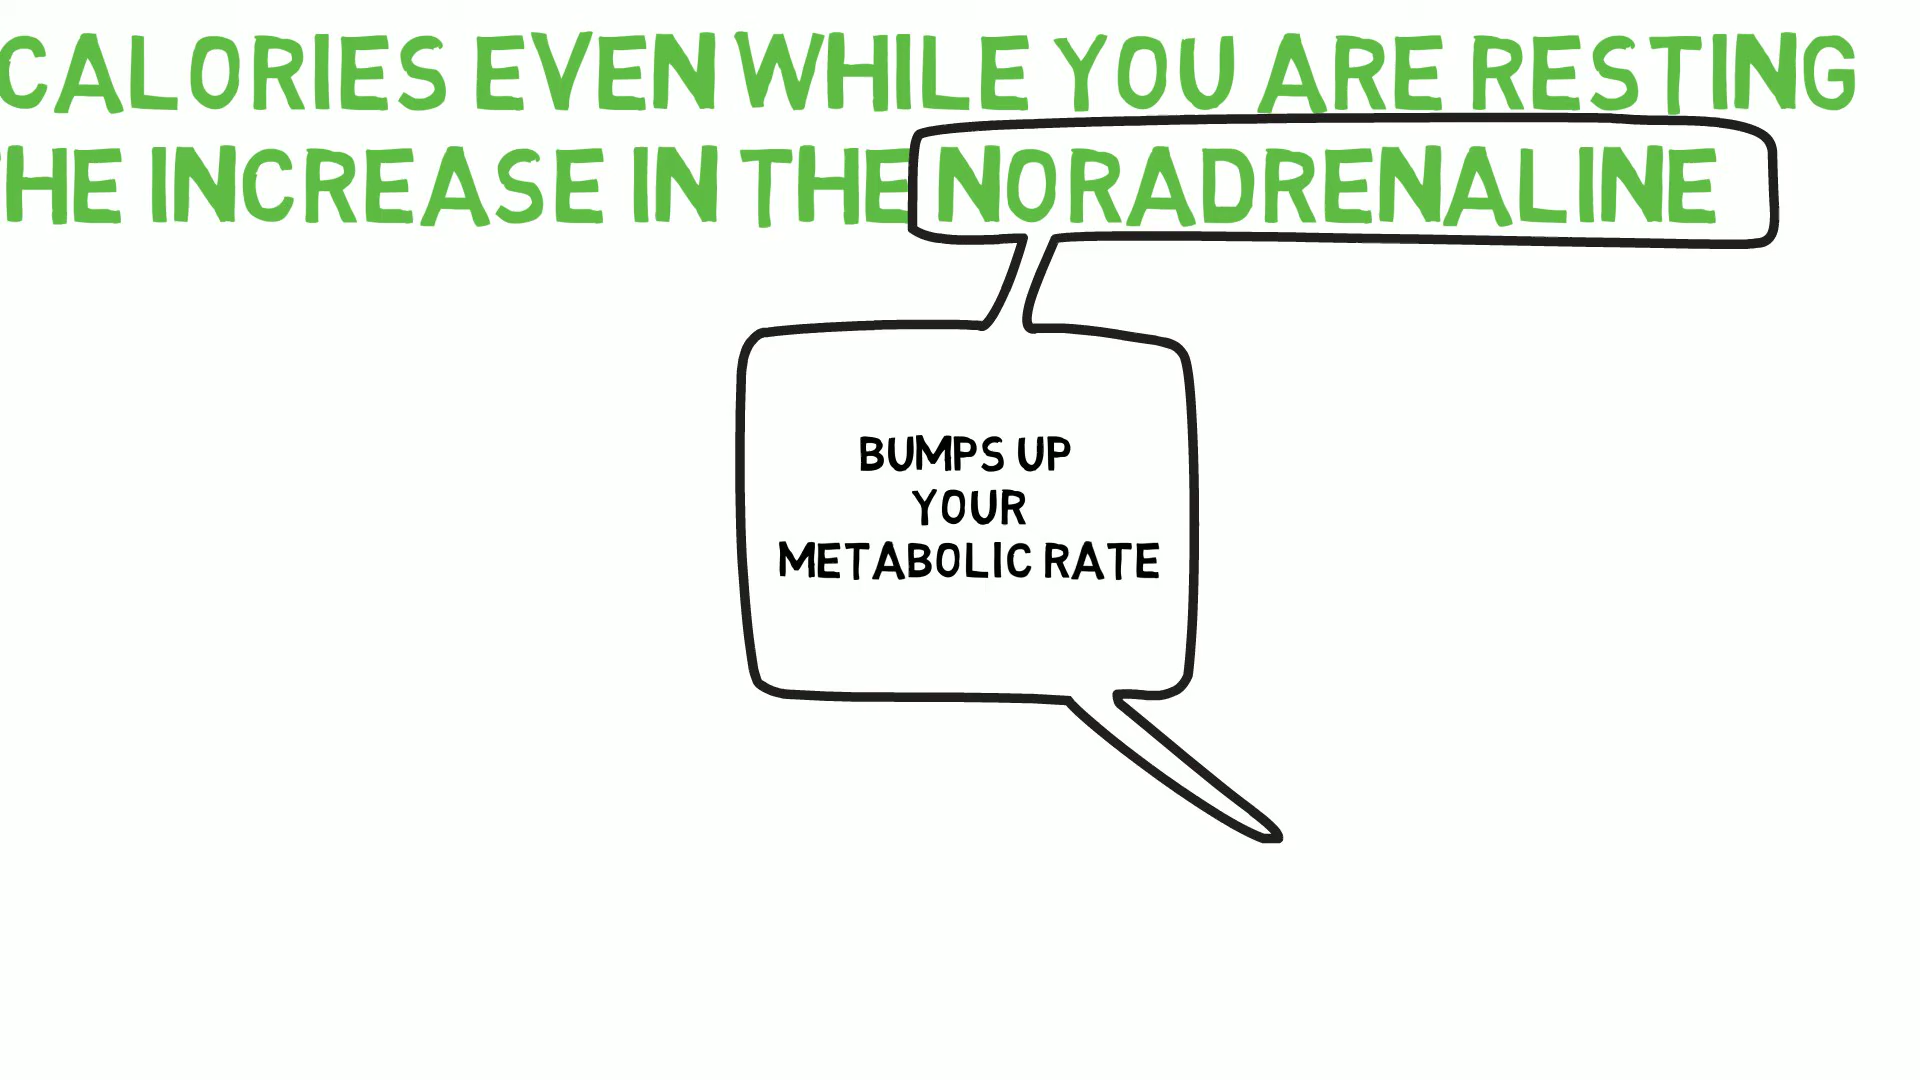 CALORIES EVEN WHILE YOU ARE RESTING
HE INCREASE IN THE NORADRENALINE
BUMPS UP
YOUR
METABOLIC RATE